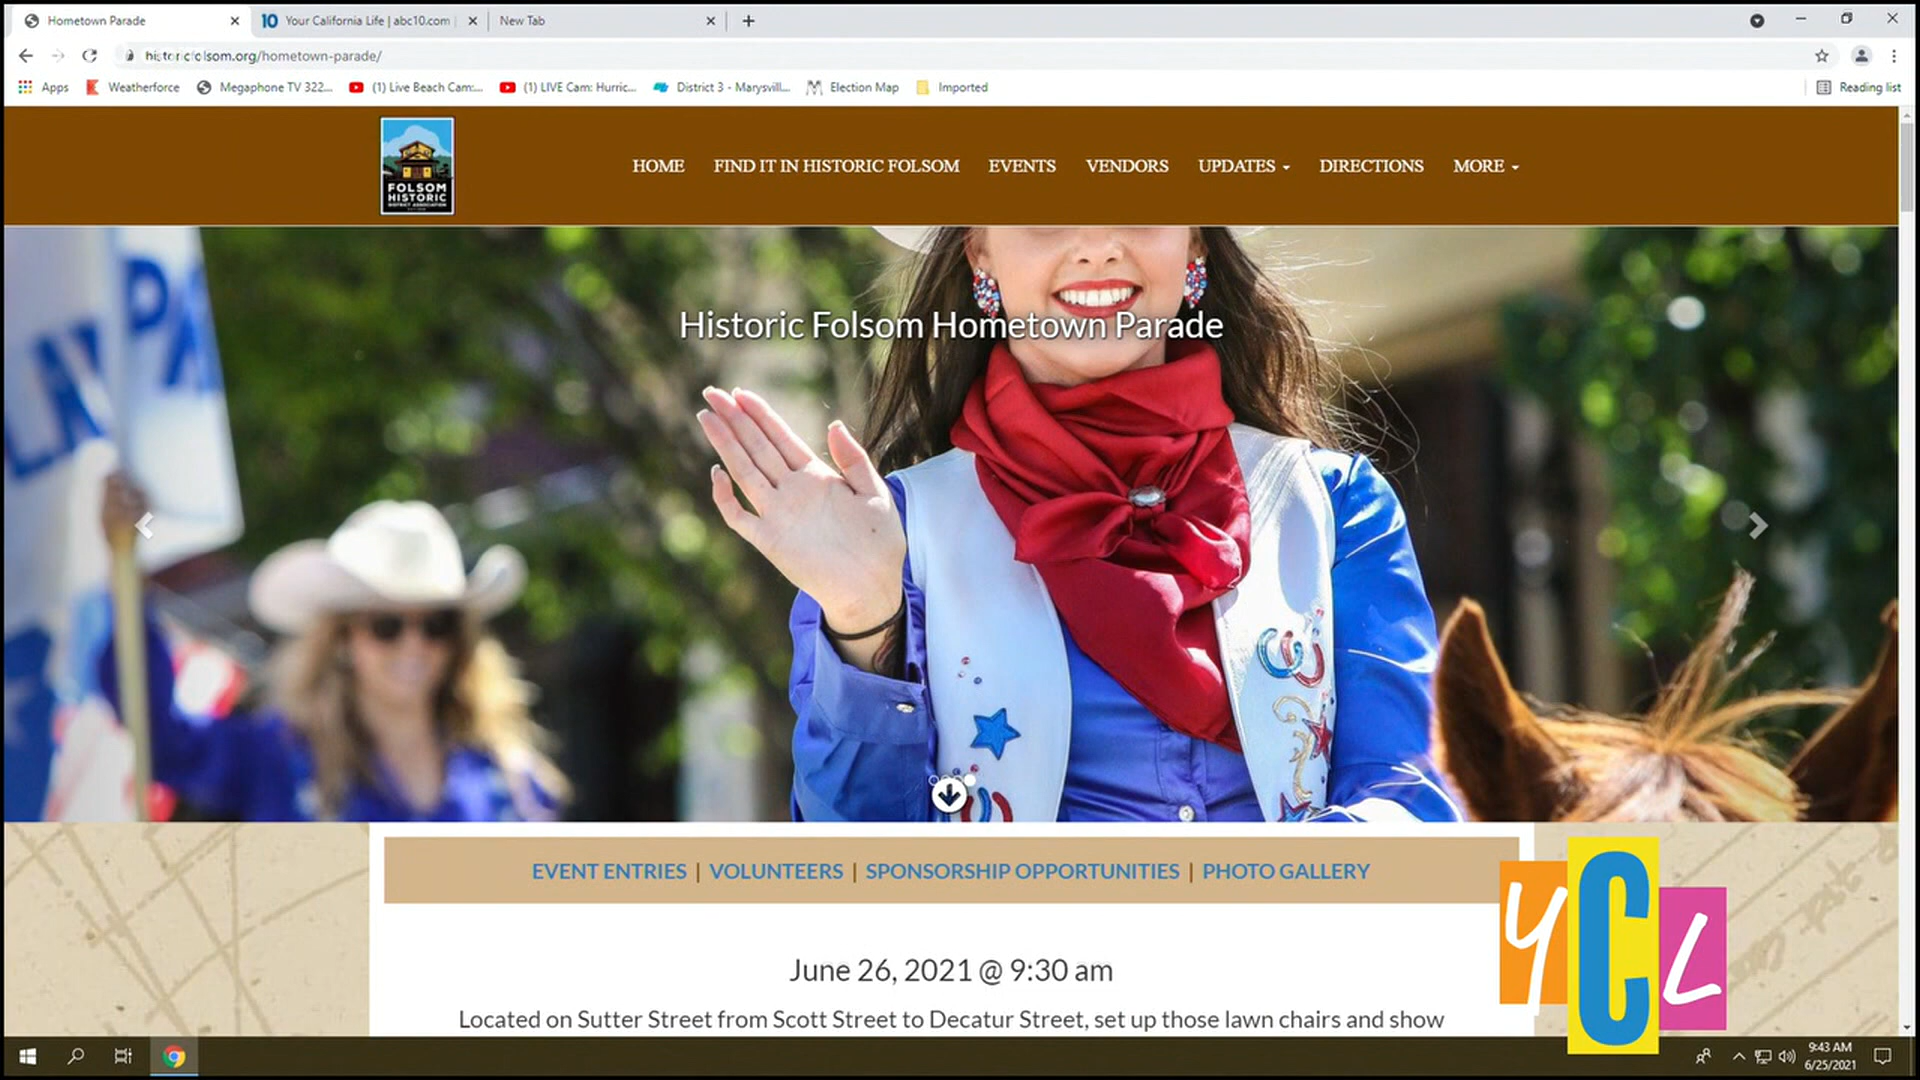 Hometown Parade
10 Your California Life | abc10.com
New Tab
historicfolsom.org/hometown-parade/
Apps
Weatherforce
Megaphone TV 322...
(1) Live Beach Cam:...
(1) LIVE Cam: Hurric...
District 3 - Marysvill...
Election Map
Imported
Reading list
FOLSOM
HISTORIC
DISTRICT ASSOCIATION
HOME FIND IT IN HISTORIC FOLSOM EVENTS VENDORS UPDATES DIRECTIONS MORE
PA
Historic Folsom Hometown Parade
EVENT ENTRIES | VOLUNTEERS | SPONSORSHIP OPPORTUNITIES | PHOTO GALLERY
June 26, 2021 @ 9:30 am
Located on Sutter Street from Scott Street to Decatur Street, set up those lawn chairs and show
YCL
9:43 AM
6/25/2021